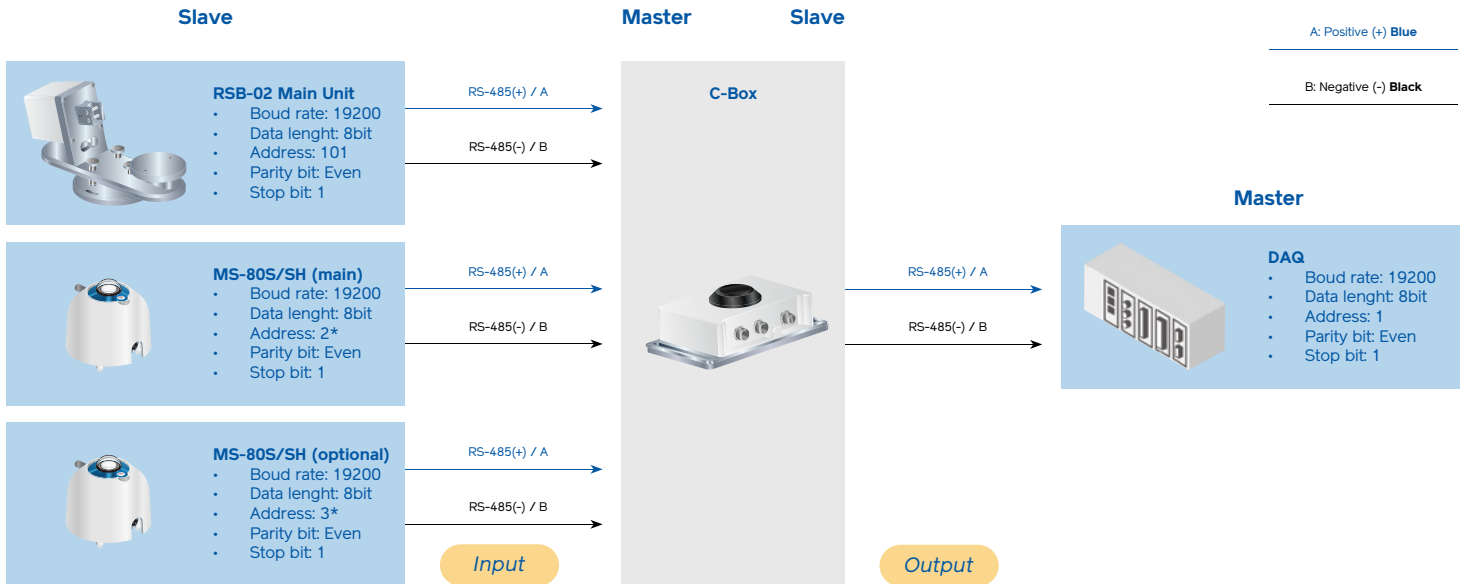 Slave
Master
Slave
A: Positive (+) Blue
B: Negative (-) Black
RSB-02 Main Unit
• Boud rate: 19200
• Data lenght: 8bit
• Address: 101
• Parity bit: Even
• Stop bit: 1
RS-485(+) / A
RS-485(-) / B
C-Box
MS-80S/SH (main)
• Boud rate: 19200
• Data lenght: 8bit
• Address: 2*
• Parity bit: Even
• Stop bit: 1
RS-485(+) / A
RS-485(-) / B
MS-80S/SH (optional)
• Boud rate: 19200
• Data lenght: 8bit
• Address: 3*
• Parity bit: Even
• Stop bit: 1
RS-485(+) / A
RS-485(-) / B
Input
RS-485(+) / A
RS-485(-) / B
Output
Master
DAQ
• Boud rate: 19200
• Data lenght: 8bit
• Address: 1
• Parity bit: Even
• Stop bit: 1